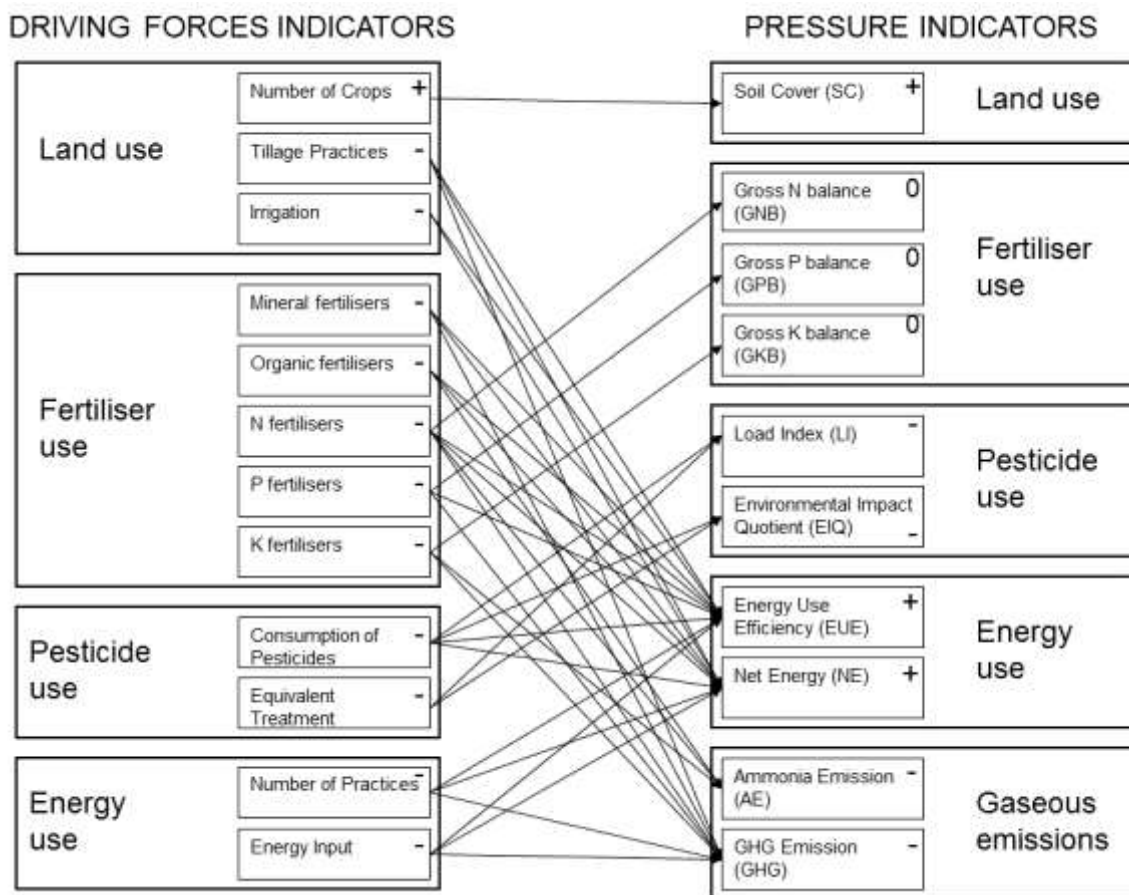 DRIVING FORCES INDICATORS
Land use
Number of Crops +
Tillage Practices -
Irrigation -
Fertiliser
use
Mineral fertilisers -
Organic fertilisers -
N fertilisers -
P fertilisers -
K fertilisers -
Pesticide
use
Consumption of -
Pesticides
Equivalent -
Treatment
Energy
use
Number of Practices -
Energy Input -
PRESSURE INDICATORS
Soil Cover (SC) +
Land use
Gross N balance 0
(GNB)
Gross P balance 0
(GPB)
Gross K balance 0
(GKB)
Fertiliser
use
Load Index (LI) -
Environmental Impact
Quotient (EIQ) -
Pesticide
use
Energy Use +
Efficiency (EUE)
Net Energy (NE) +
Energy
use
Ammonia Emission -
(AE)
GHG Emission -
(GHG)
Gaseous
emissions